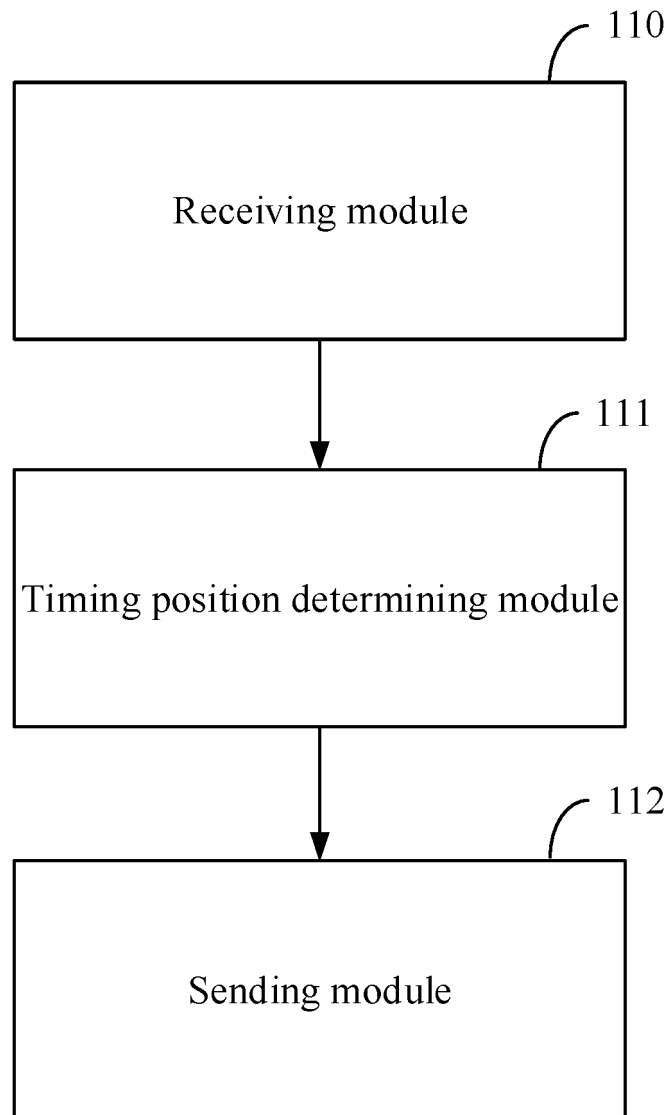 110
Receiving module
111
Timing position determining module
112
Sending module